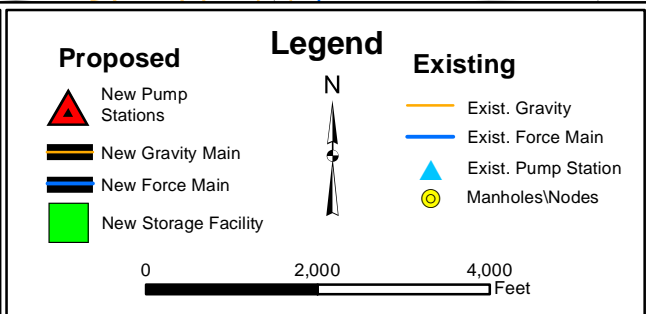 Legend
Proposed
New Pump
Stations
New Gravity Main
New Force Main
New Storage Facility
N
Existing
Exist. Gravity
Exist. Force Main
Exist. Pump Station
Manholes\Nodes
0 2,000 4,000
Feet